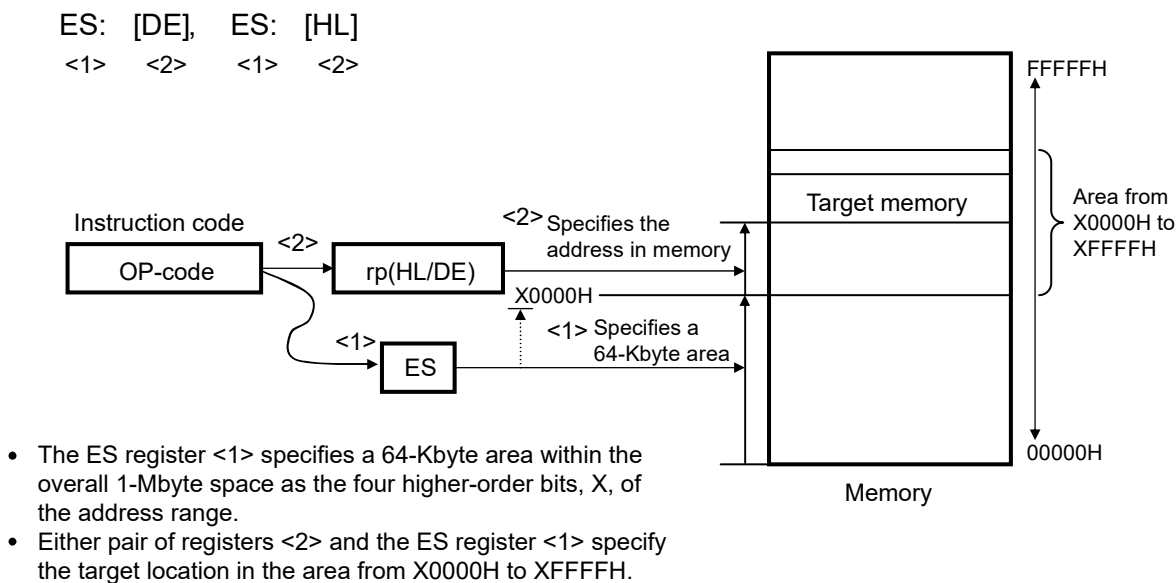 ES: [DE], ES: [HL]
<1> <2> <1> <2>
FFFFFH
Target memory
Area from
X0000H to
XFFFFH
Instruction code
OP-code
<2>
rp(HL/DE)
<2> Specifies the
address in memory
X0000H
<1>
ES
<1> Specifies a
64-Kbyte area
00000H
Memory
• The ES register <1> specifies a 64-Kbyte area within the
overall 1-Mbyte space as the four higher-order bits, X, of
the address range.
• Either pair of registers <2> and the ES register <1> specify
the target location in the area from X0000H to XFFFFH.